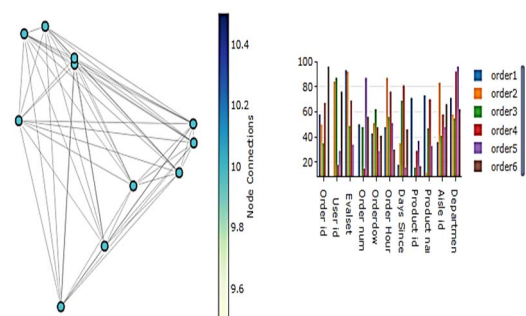 10.4
10.2
10
9.8
9.6
Node Connections
100
80
60
40
20
Order id
User id
Evalset
Order num
Orderdow
Order Hour
Days Since
Product id
Product nai
Aisle id
Departmen
order1
order2
order3
order4
order5
order6